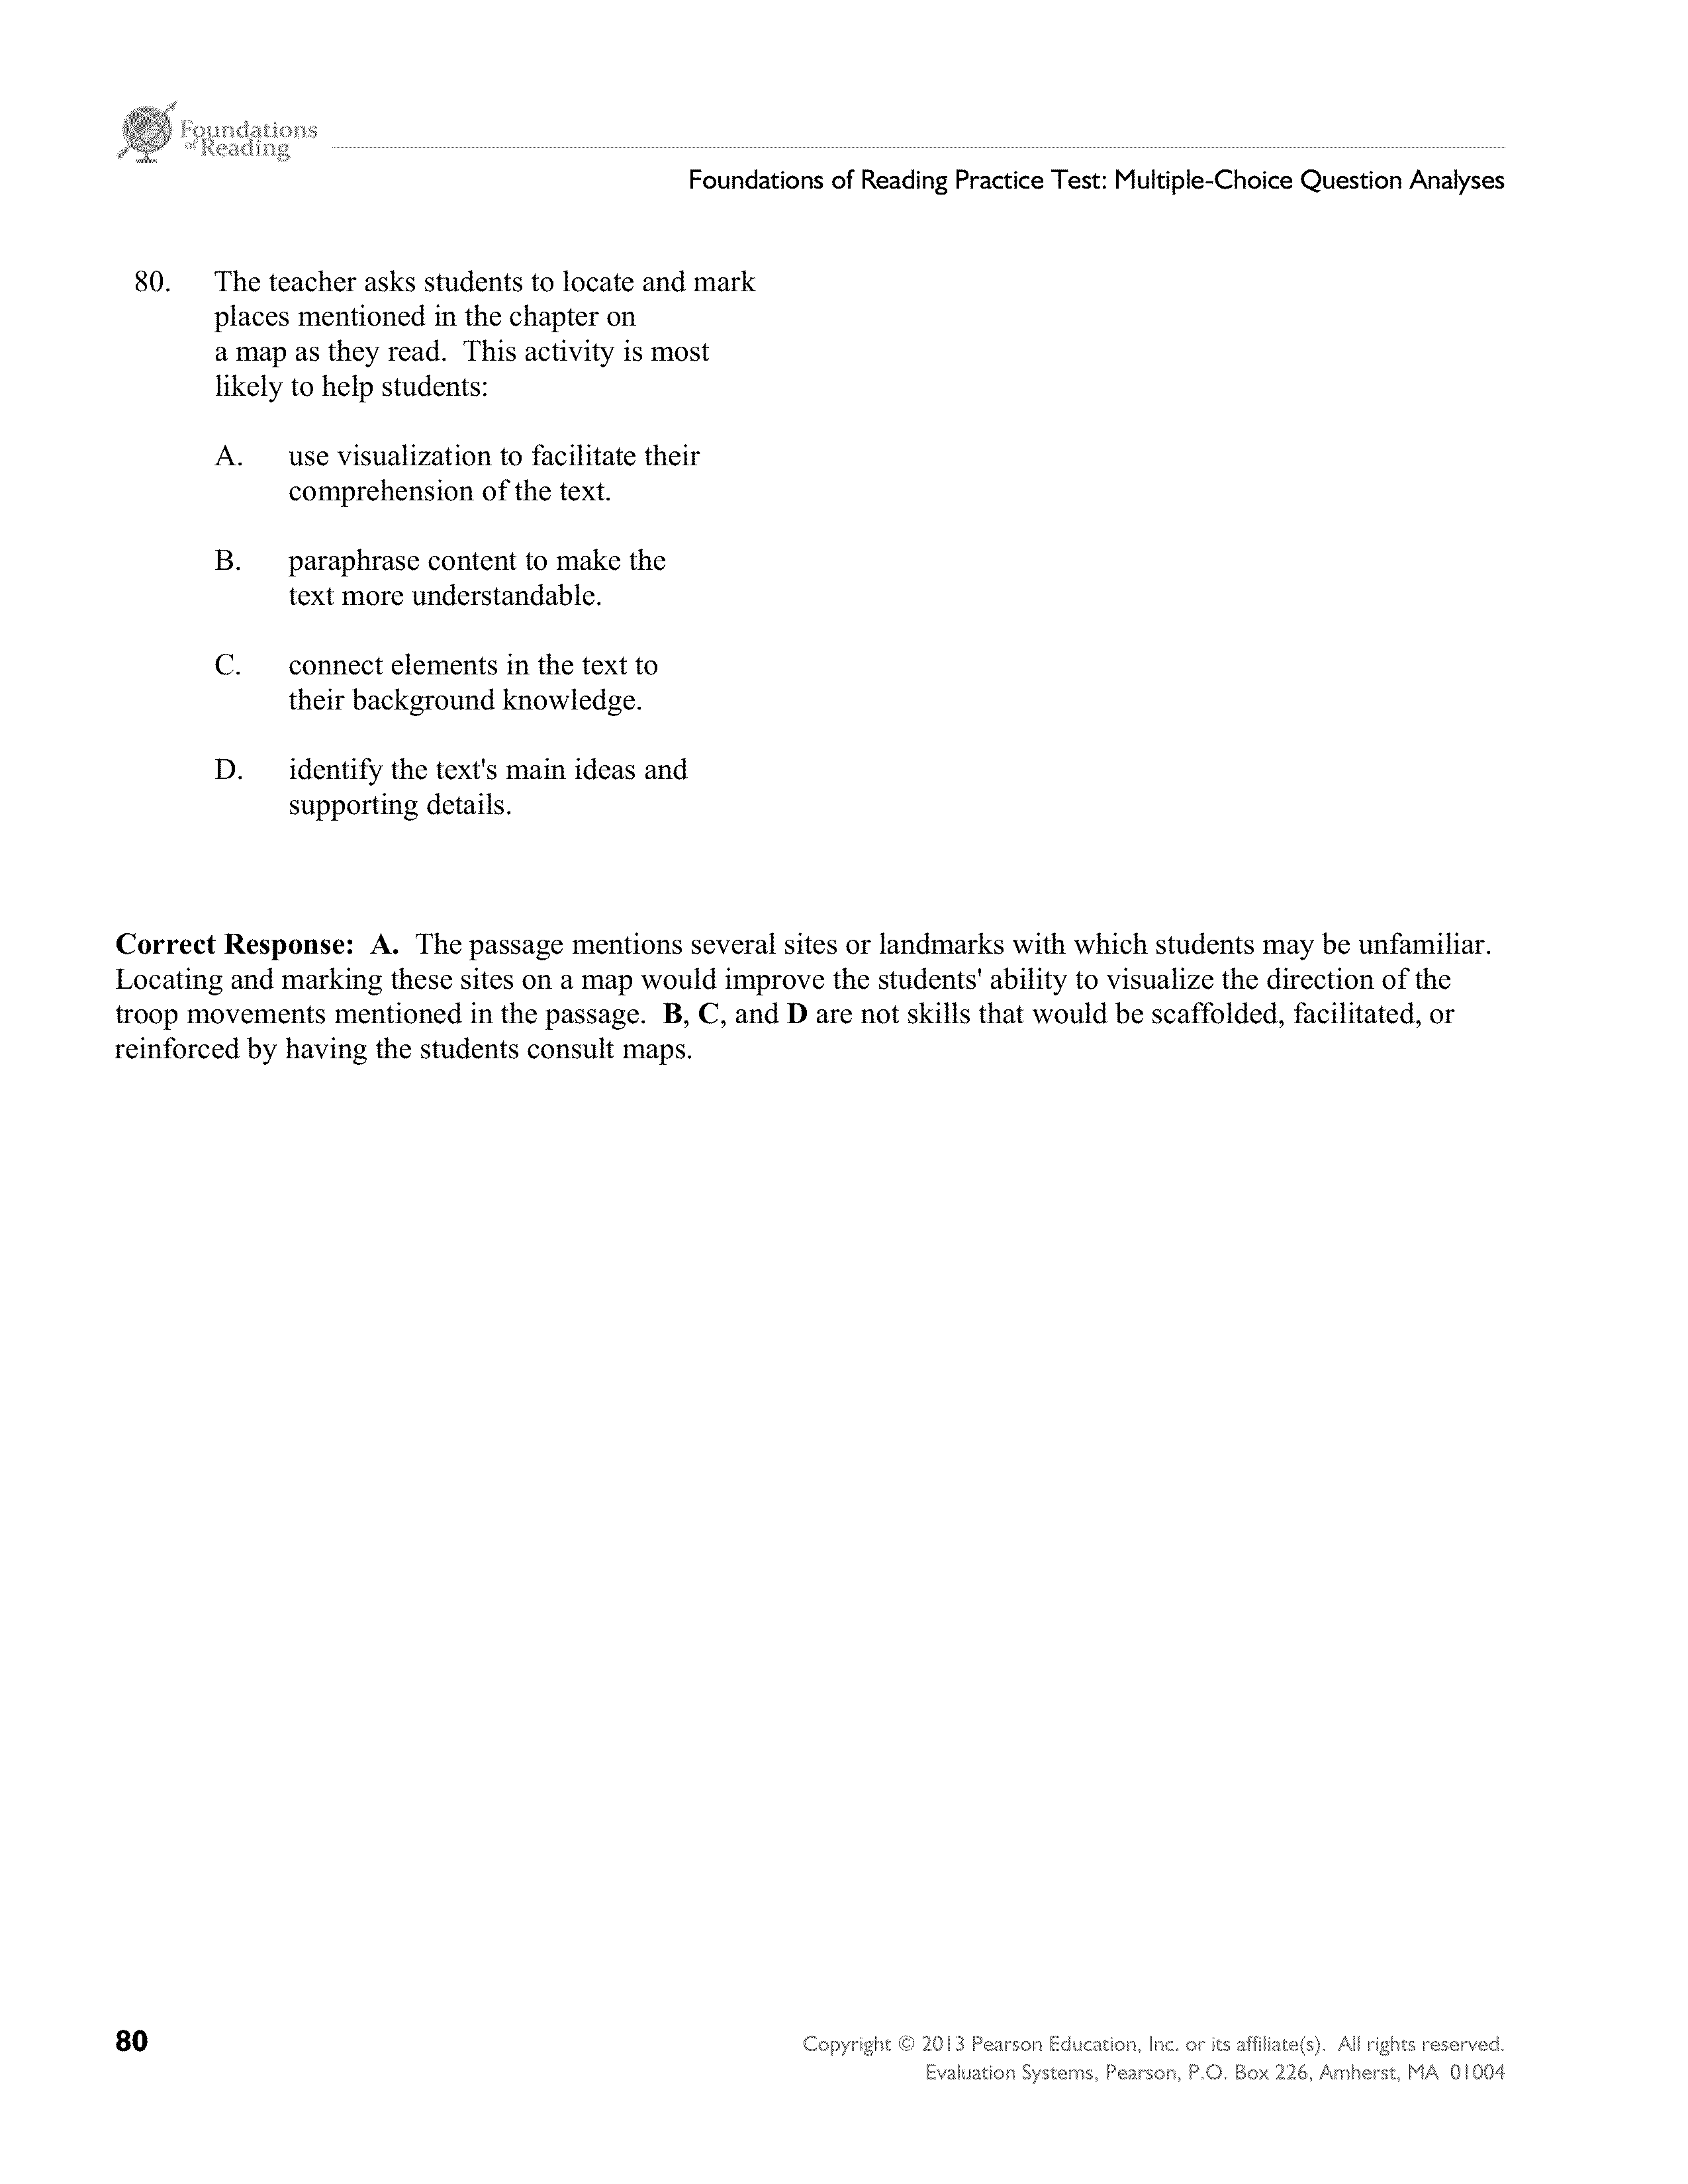 Foundations
of Reading
Foundations of Reading Practice Test: Multiple-Choice Question Analyses
80. The teacher asks students to locate and mark
places mentioned in the chapter on
a map as they read. This activity is most
likely to help students:
A. use visualization to facilitate their
comprehension of the text.
B. paraphrase content to make the
text more understandable.
C. connect elements in the text to
their background knowledge.
D. identify the text's main ideas and
supporting details.
Correct Response: A. The passage mentions several sites or landmarks with which students may be unfamiliar.
Locating and marking these sites on a map would improve the students' ability to visualize the direction of the
troop movements mentioned in the passage. B, C, and D are not skills that would be scaffolded, facilitated, or
reinforced by having the students consult maps.
80
Copyright © 2013 Pearson Education, Inc. or its affiliate(s). All rights reserved.
Evaluation Systems, Pearson, P.O. Box 226, Amherst, MA 01004